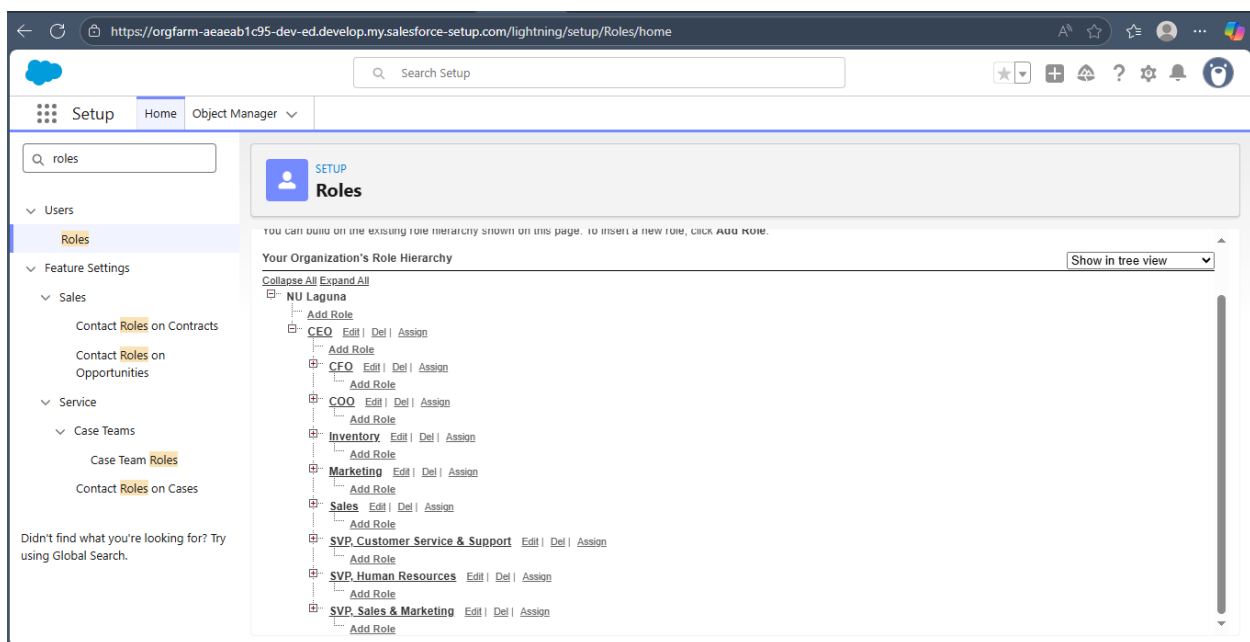 https://orgfarm-aeaeab1c95-dev-ed.develop.my.salesforce-setup.com/lightning/setup/Roles/home
Search Setup
Setup Home Object Manager
roles
Users
Roles
Feature Settings
Sales
Contact Roles on Contracts
Contact Roles on
Opportunities
Service
Case Teams
Case Team Roles
Contact Roles on Cases
Didn't find what you're looking for? Try
using Global Search.
SETUP
Roles
You can build on the existing role hierarchy shown on this page. To insert a new role, click Add Role.
Your Organization's Role Hierarchy
Show in tree view
Collapse All Expand All
NU Laguna
Add Role
CEO Edit | Del | Assign
Add Role
CFO Edit | Del | Assign
Add Role
COO Edit | Del | Assign
Add Role
Inventory Edit | Del | Assign
Add Role
Marketing Edit | Del | Assign
Add Role
Sales Edit | Del | Assign
Add Role
SVP, Customer Service & Support Edit | Del | Assign
Add Role
SVP, Human Resources Edit | Del | Assign
Add Role
SVP, Sales & Marketing Edit | Del | Assign
Add Role